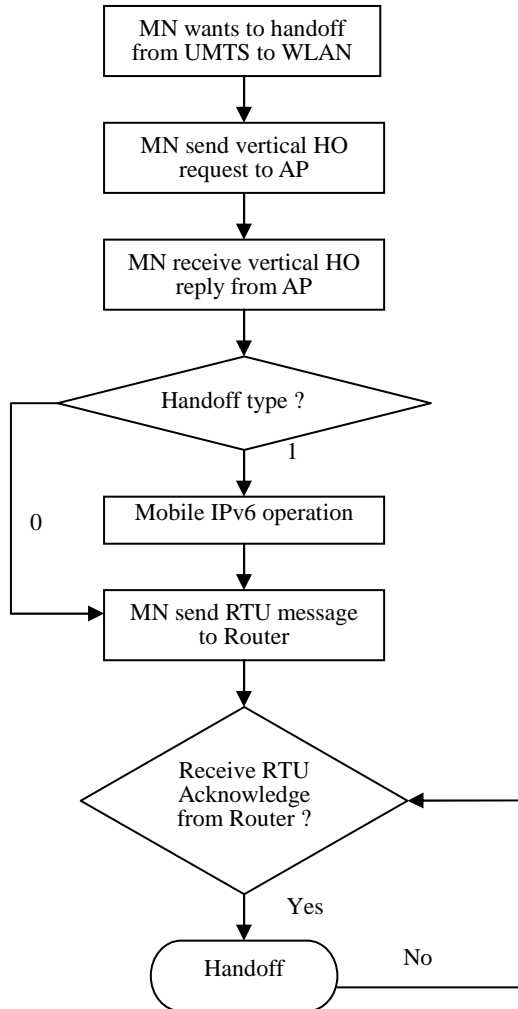 MN wants to handoff
from UMTS to WLAN
MN send vertical HO
request to AP
MN receive vertical HO
reply from AP
Handoff type ?
1
Mobile IPv6 operation
0
MN send RTU message
to Router
Receive RTU
Acknowledge
from Router ?
Yes
Handoff
No